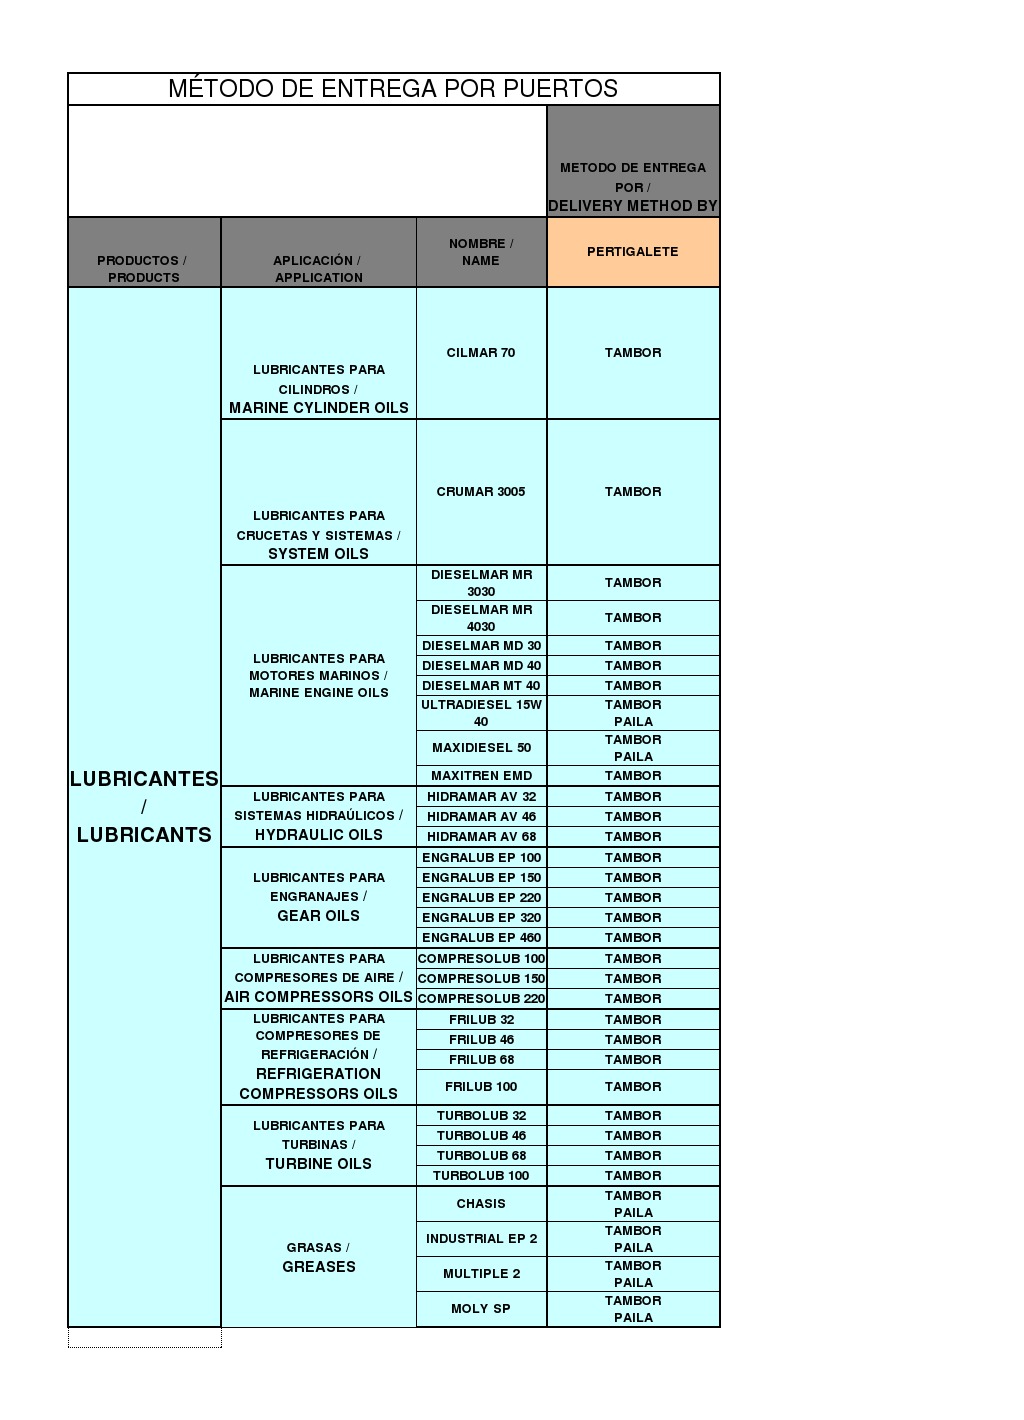 MÉTODO DE ENTREGA POR PUERTOS
METODO DE ENTREGA
POR /
DELIVERY METHOD BY
PRODUCTOS /
PRODUCTS
APLICACIÓN /
APPLICATION
NOMBRE /
NAME
PERTIGALETE
LUBRICANTES
/
LUBRICANTS
LUBRICANTES PARA
CILINDROS /
MARINE CYLINDER OILS
CILMAR 70
TAMBOR
LUBRICANTES PARA
CRUCETAS Y SISTEMAS /
SYSTEM OILS
CRUMAR 3005
TAMBOR
LUBRICANTES PARA
MOTORES MARINOS /
MARINE ENGINE OILS
DIESELMAR MR
3030
TAMBOR
DIESELMAR MR
4030
TAMBOR
DIESELMAR MD 30
TAMBOR
DIESELMAR MD 40
TAMBOR
DIESELMAR MT 40
TAMBOR
ULTRADIESEL 15W
40
TAMBOR
PAILA
MAXIDIESEL 50
TAMBOR
PAILA
MAXITREN EMD
TAMBOR
LUBRICANTES PARA
SISTEMAS HIDRAÚLICOS /
HYDRAULIC OILS
HIDRAMAR AV 32
TAMBOR
HIDRAMAR AV 46
TAMBOR
HIDRAMAR AV 68
TAMBOR
LUBRICANTES PARA
ENGRANAJES /
GEAR OILS
ENGRALUB EP 100
TAMBOR
ENGRALUB EP 150
TAMBOR
ENGRALUB EP 220
TAMBOR
ENGRALUB EP 320
TAMBOR
ENGRALUB EP 460
TAMBOR
LUBRICANTES PARA
COMPRESORES DE AIRE /
AIR COMPRESSORS OILS
COMPRESOLUB 100
TAMBOR
COMPRESOLUB 150
TAMBOR
COMPRESOLUB 220
TAMBOR
LUBRICANTES PARA
COMPRESORES DE
REFRIGERACIÓN /
REFRIGERATION
COMPRESSORS OILS
FRILUB 32
TAMBOR
FRILUB 46
TAMBOR
FRILUB 68
TAMBOR
FRILUB 100
TAMBOR
LUBRICANTES PARA
TURBINAS /
TURBINE OILS
TURBOLUB 32
TAMBOR
TURBOLUB 46
TAMBOR
TURBOLUB 68
TAMBOR
TURBOLUB 100
TAMBOR
GRASAS /
GREASES
CHASIS
TAMBOR
PAILA
INDUSTRIAL EP 2
TAMBOR
PAILA
MULTIPLE 2
TAMBOR
PAILA
MOLY SP
TAMBOR
PAILA